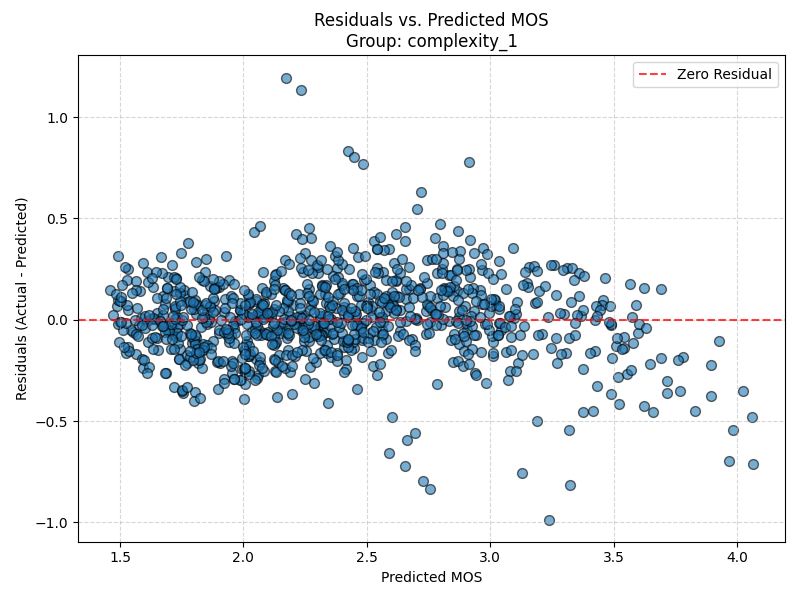 Residuals vs. Predicted MOS
Group: complexity_1
Zero Residual
Residuals (Actual - Predicted)
1.0
0.5
0.0
−0.5
−1.0
1.5
2.0
2.5
3.0
3.5
4.0
Predicted MOS